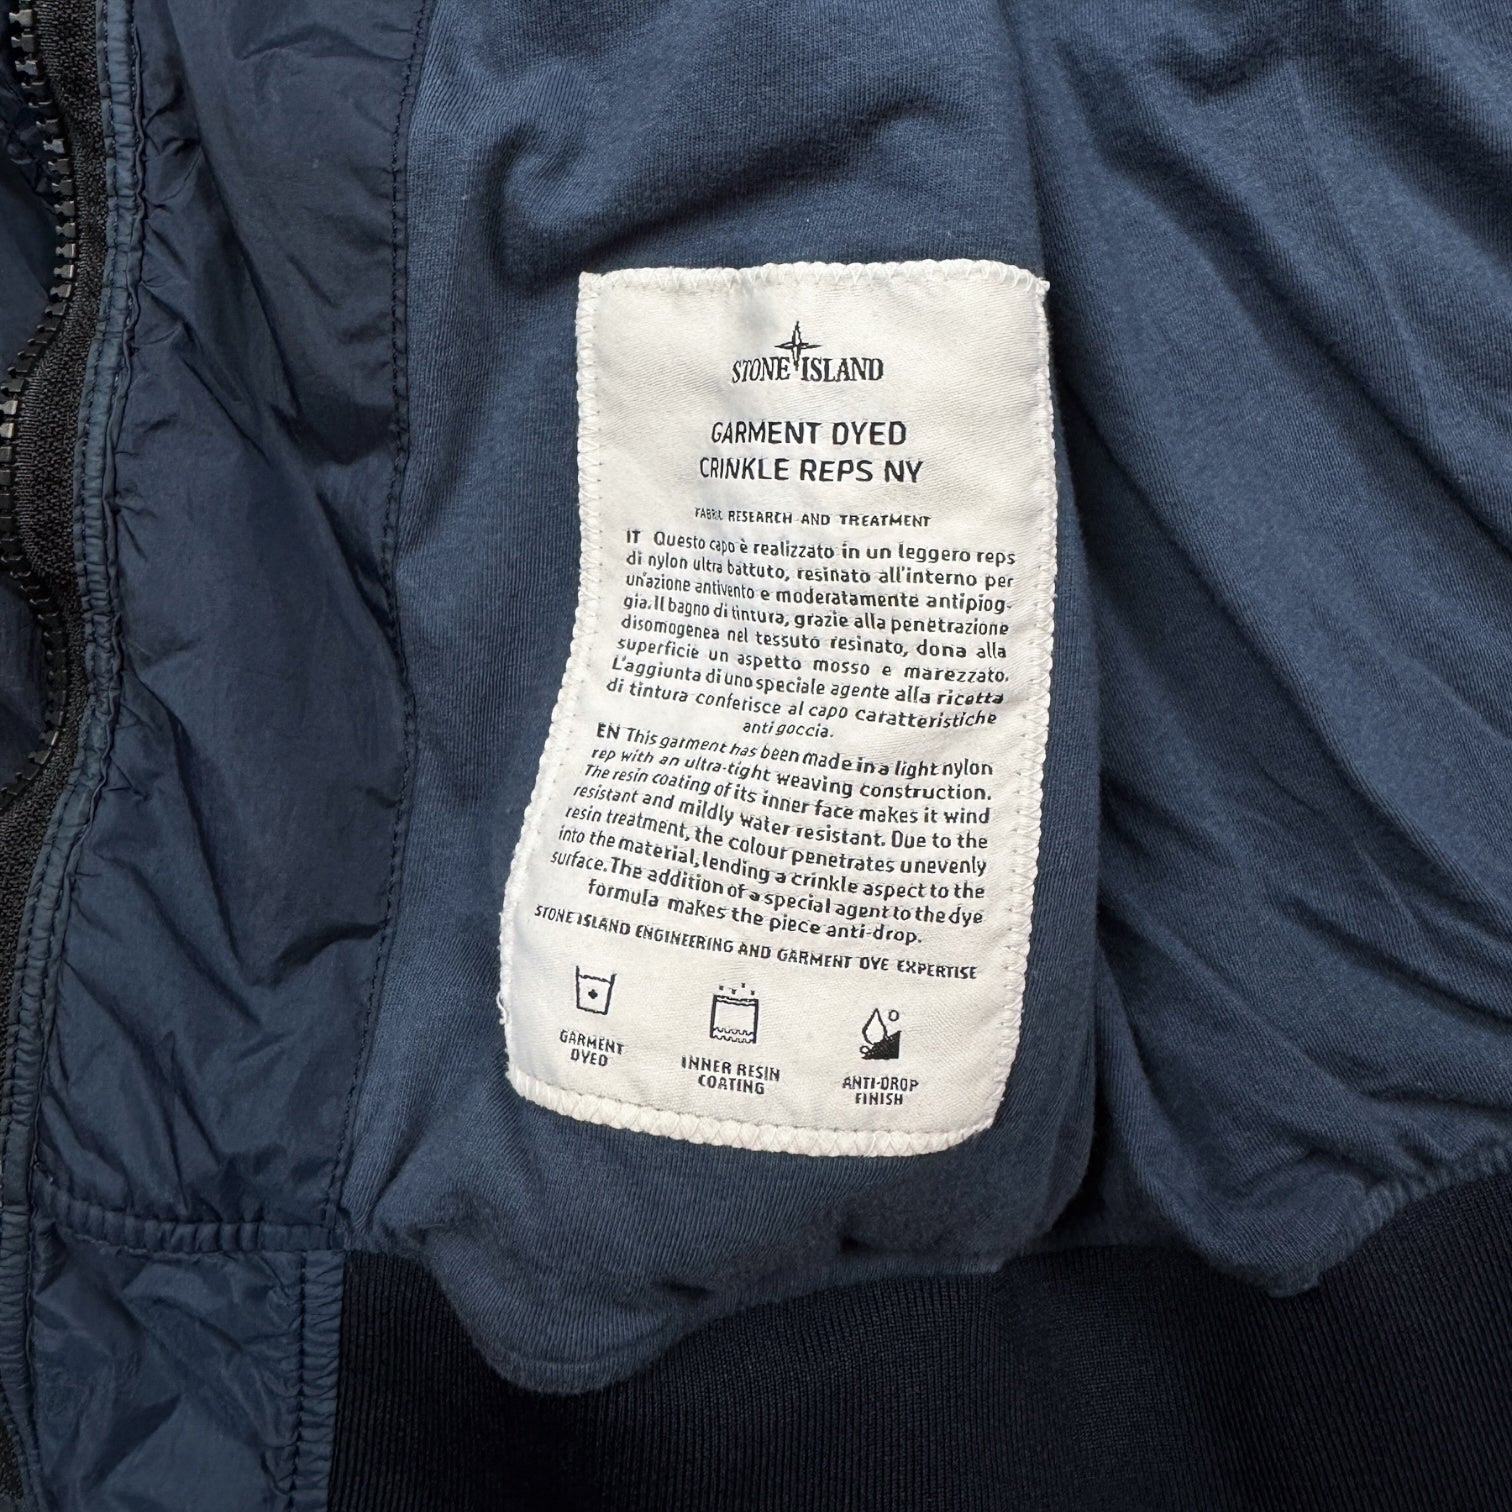 STONE ISLAND
GARMENT DYED
CRINKLE REPS NY
FABRIC RESEARCH AND TREATMENT
IT Questo capo è realizzato in un leggero reps
di nylon ultra battuto, resinato all'interno per
un'azione antivento e moderatamente antipiog-
gia. Il bagno di tintura, grazie alla penetrazione
disomogenea nel tessuto resinato, dona alla
superficie un aspetto mosso e marezzato.
L'aggiunta di uno speciale agente alla ricetta
di tintura conferisce al capo caratteristiche
anti goccia.
EN This garment has been made in a light nylon
rep with an ultra-tight weaving construction.
The resin coating of its inner face makes it wind
resistant and mildly water resistant. Due to the
resin treatment, the colour penetrates unevenly
into the material, lending a crinkle aspect to the
surface. The addition of a special agent to the dye
formula makes the piece anti-drop.
STONE ISLAND ENGINEERING AND GARMENT DYE EXPERTISE
GARMENT
DYED
INNER RESIN
COATING
ANTI-DROP
FINISH